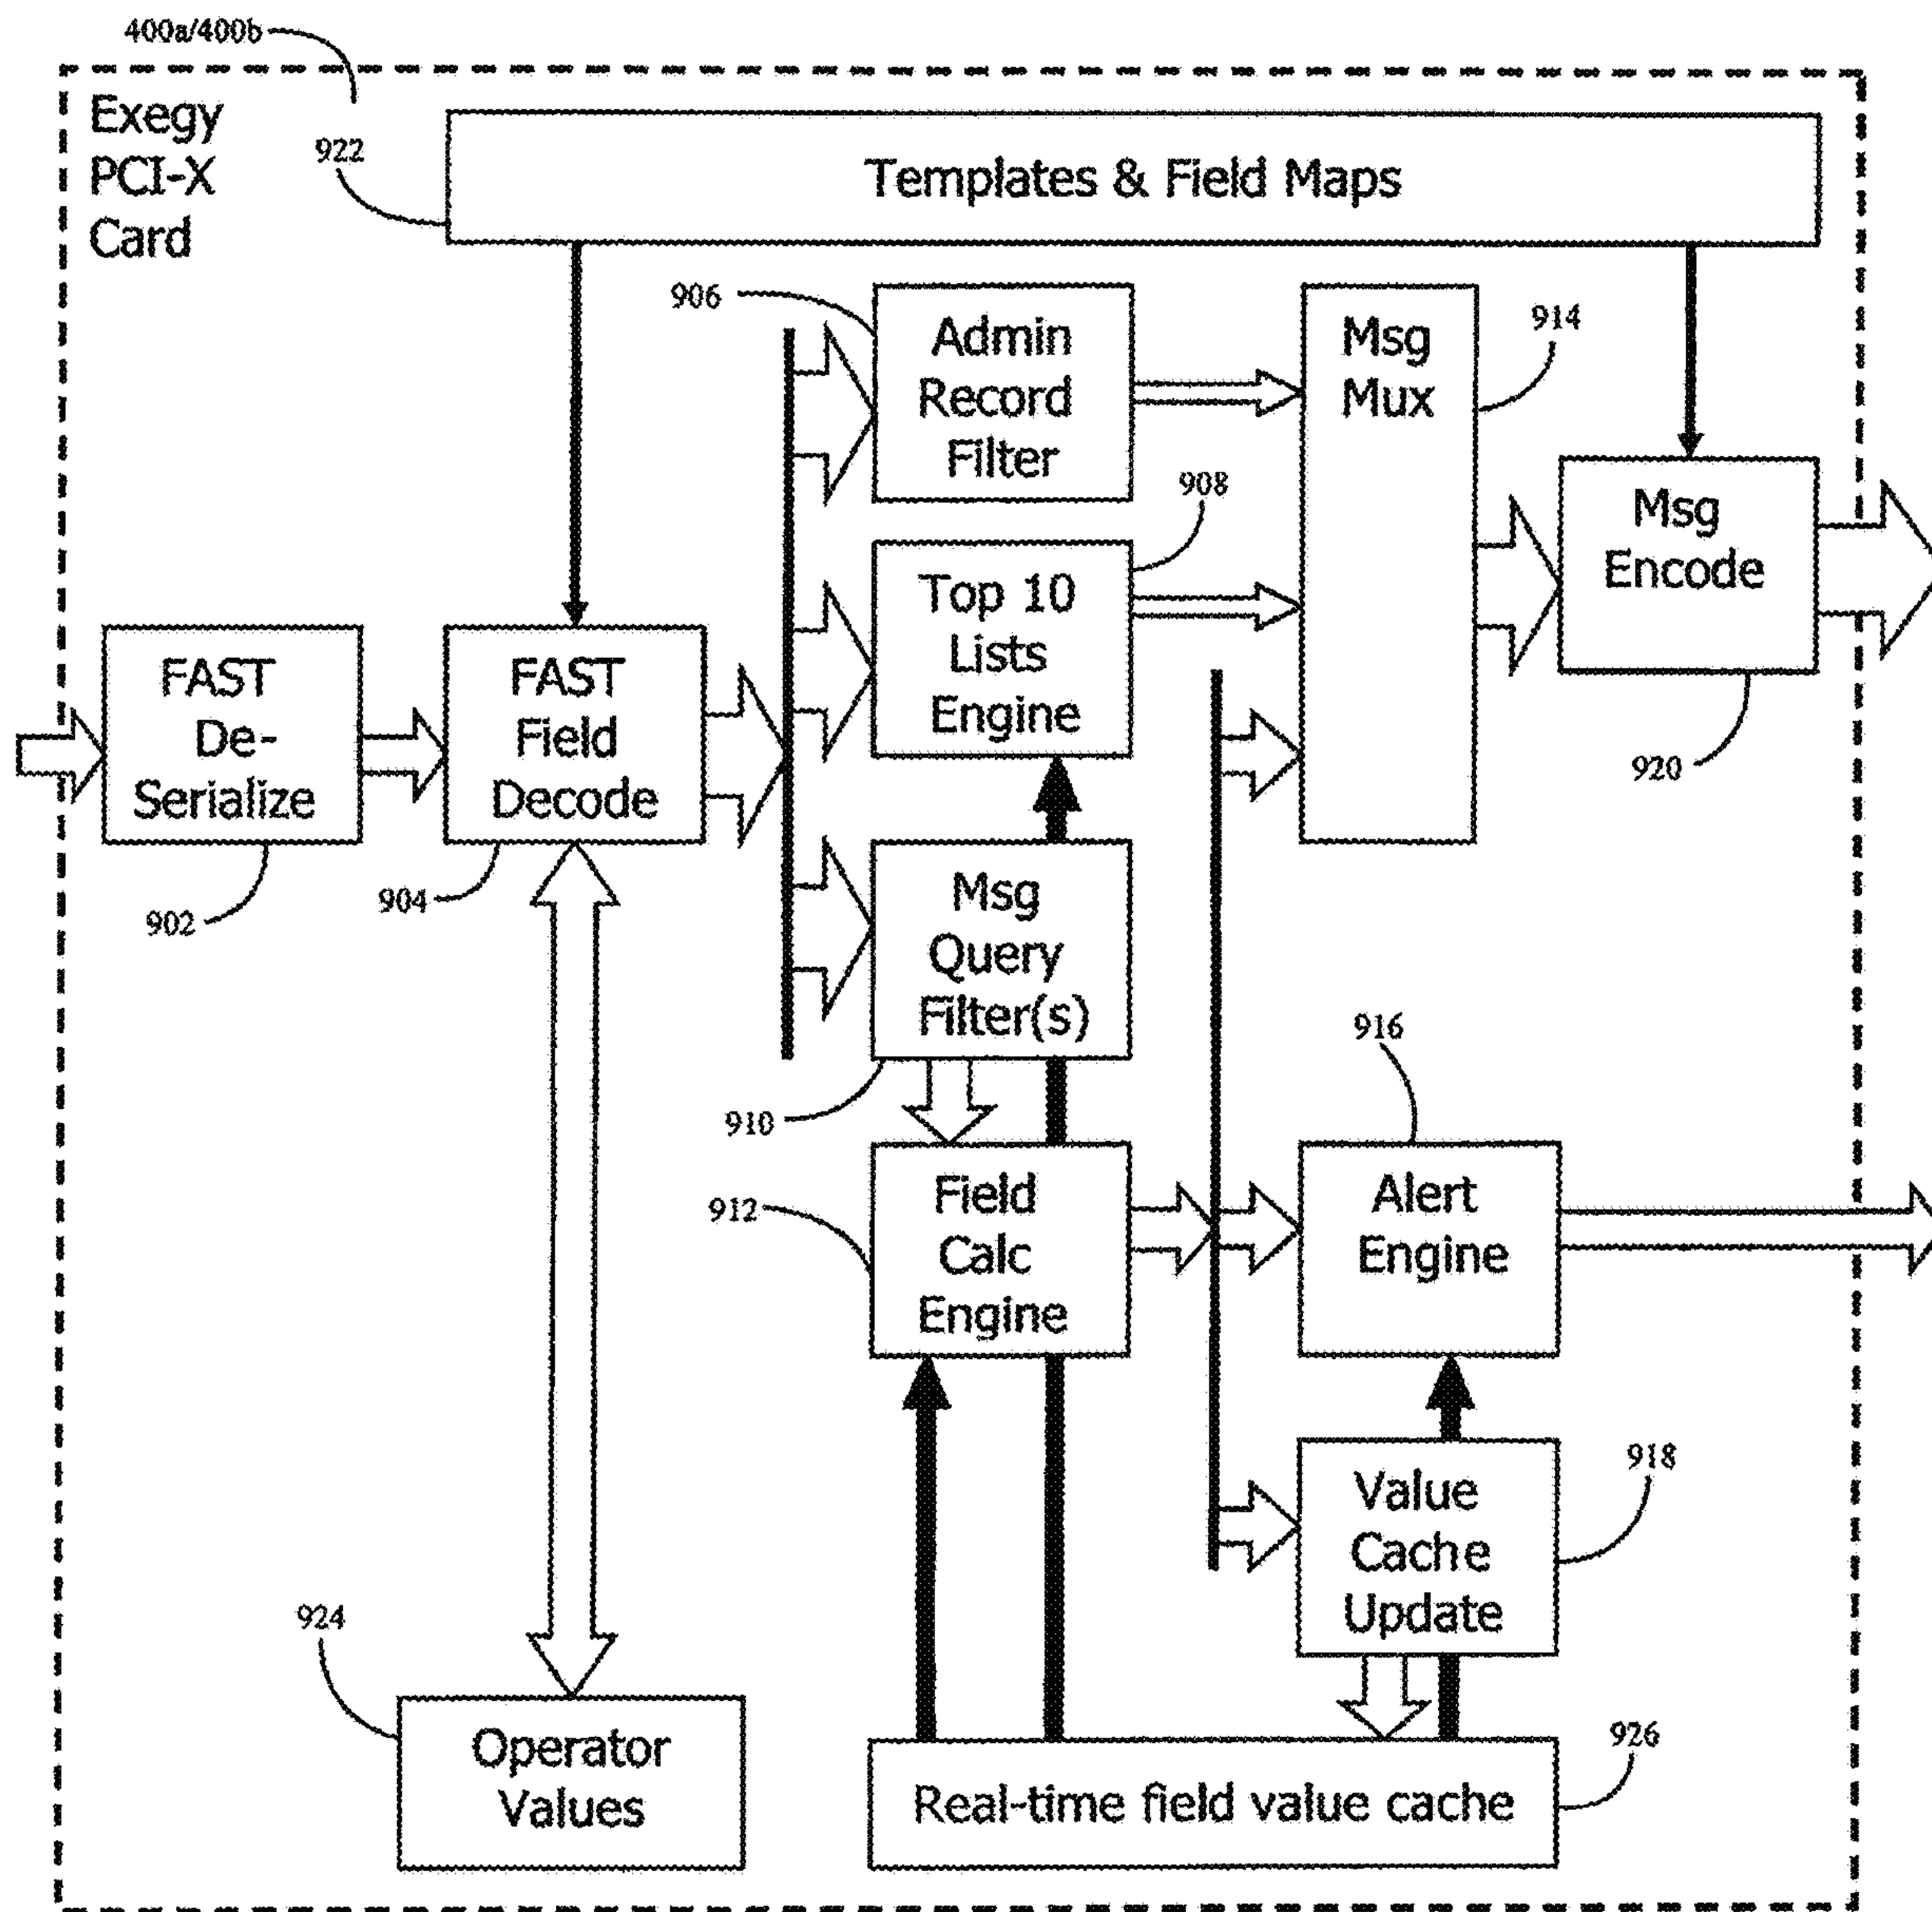 400a/400b
Exegy
PCI-X
Card
922
Templates & Field Maps
906
Admin
Record
Filter
Msg
Mux
914
908
Msg
Encode
Top 10
Lists
Engine
FAST
De-
Serialize
FAST
Field
Decode
920
902
904
Msg
Query
Filter(s)
910
916
912
Field
Calc
Engine
Alert
Engine
918
Value
Cache
Update
924
Operator
Values
926
Real-time field value cache